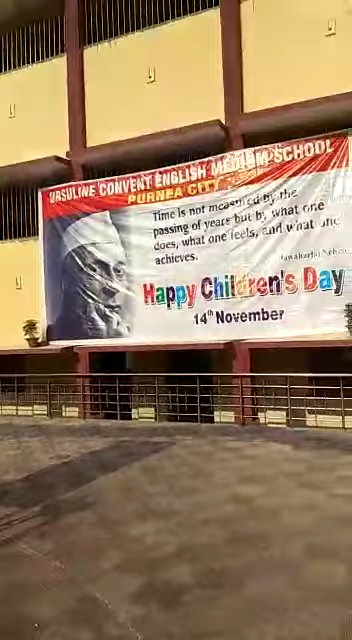 URSULINE CONVENT ENGLISH MEDIUM SCHOOL
PURNEA CITY
Time is not measured by the
passing of years but by what one
does, what one feels, and what one
achieves.
Jawaharlal Nehru
Happy Children's Day
14th November